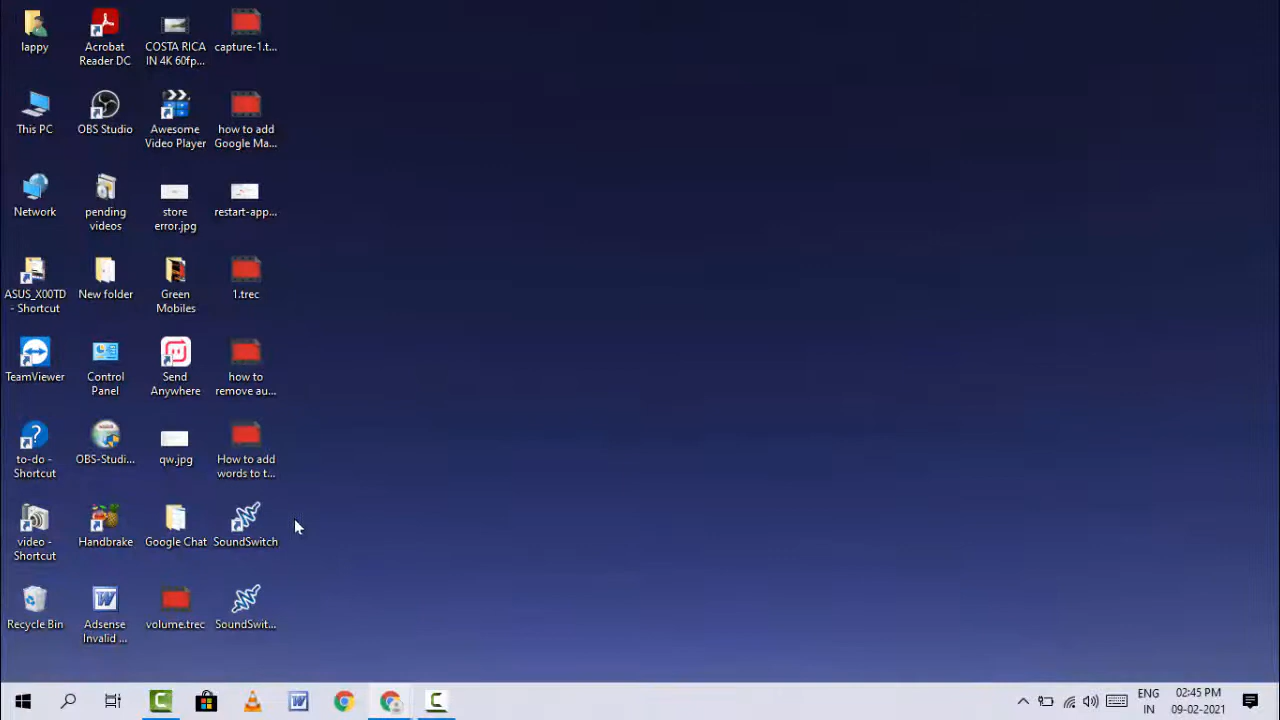 lappy
Acrobat
Reader DC
COSTA RICA
IN 4K 60fp...
capture-1.t...
This PC
OBS Studio
Awesome
Video Player
how to add
Google Ma...
Network
pending
videos
store
error.jpg
restart-app...
ASUS_X00TD
- Shortcut
New folder
Green
Mobiles
1.trec
TeamViewer
Control
Panel
Send
Anywhere
how to
remove au...
to-do -
Shortcut
OBS-Studi...
qw.jpg
How to add
words to t...
video -
Shortcut
Handbrake
Google Chat
SoundSwitch
Recycle Bin
Adsense
Invalid ...
volume.trec
SoundSwit...
ENG
IN
02:45 PM
09-02-2021